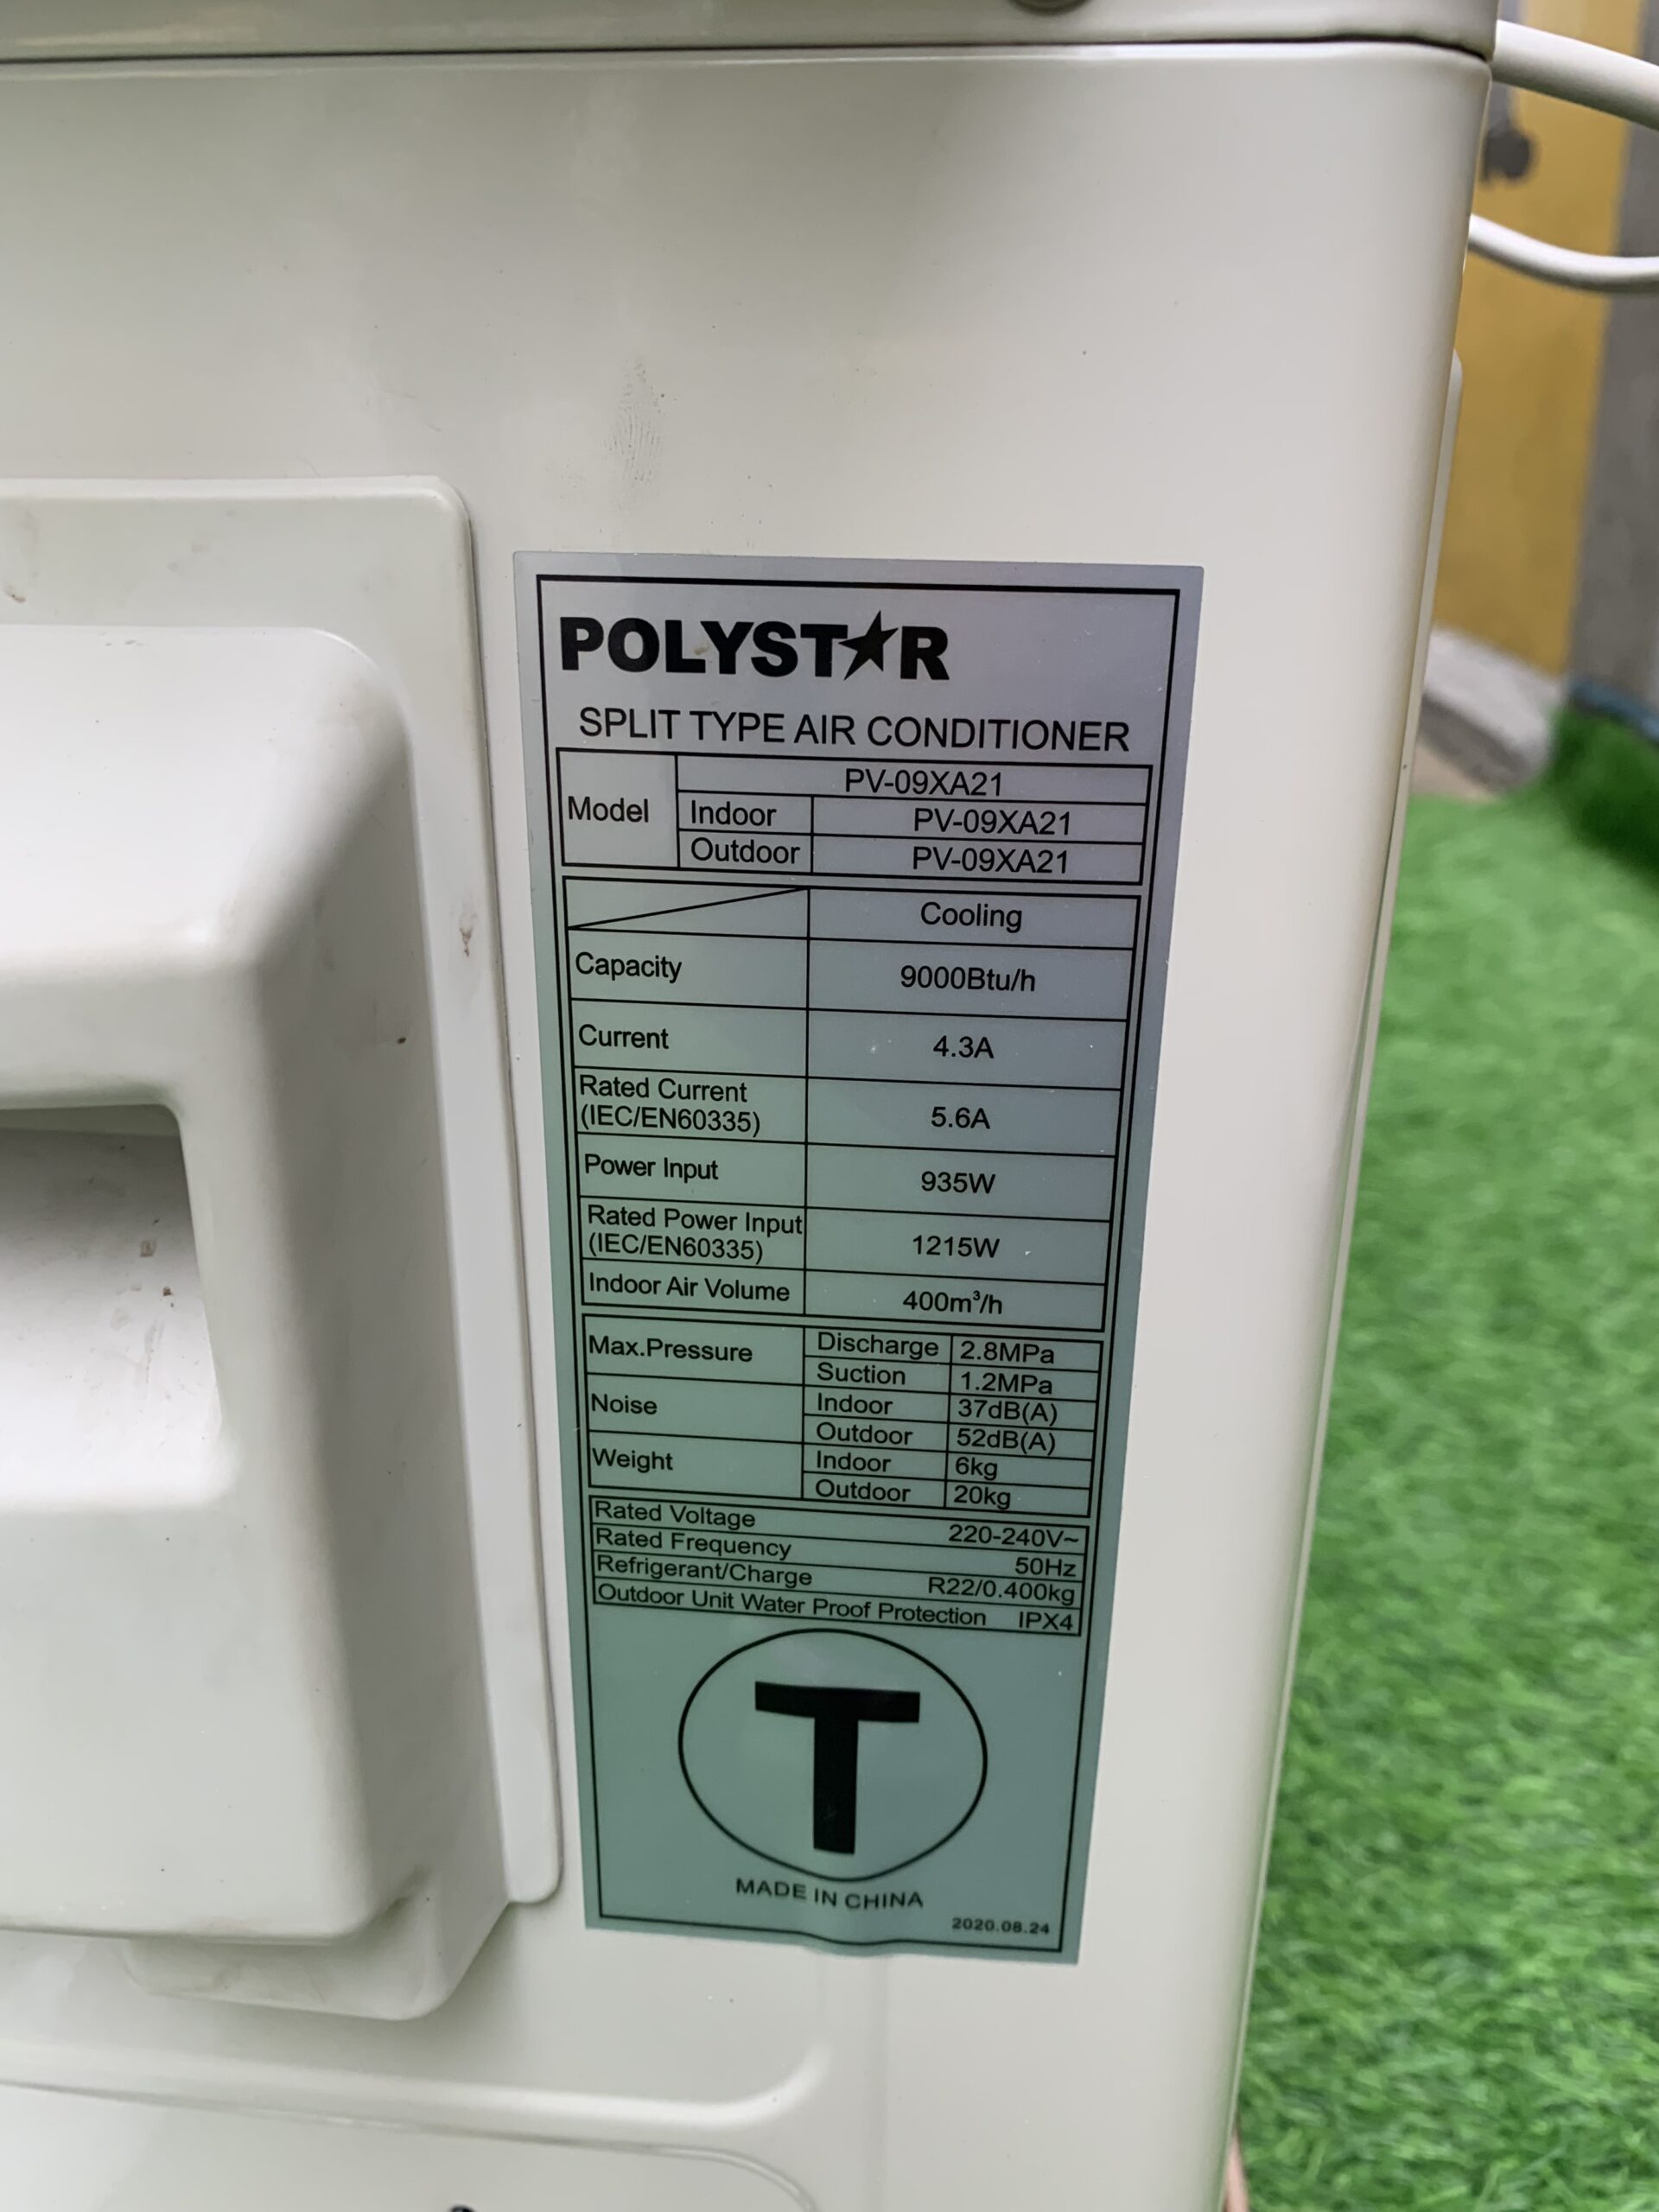 POLYST★R
SPLIT TYPE AIR CONDITIONER
Model PV-09XA21
Indoor PV-09XA21
Outdoor PV-09XA21
Cooling
Capacity 9000Btu/h
Current 4.3A
Rated Current
(IEC/EN60335) 5.6A
Power Input 935W
Rated Power Input
(IEC/EN60335) 1215W
Indoor Air Volume 400m³/h
Max.Pressure Discharge 2.8MPa
Suction 1.2MPa
Noise Indoor 37dB(A)
Outdoor 52dB(A)
Weight Indoor 6kg
Outdoor 20kg
Rated Voltage 220-240V~
Rated Frequency 50Hz
Refrigerant/Charge R22/0.400kg
Outdoor Unit Water Proof Protection IPX4
T
MADE IN CHINA
2020.08.24